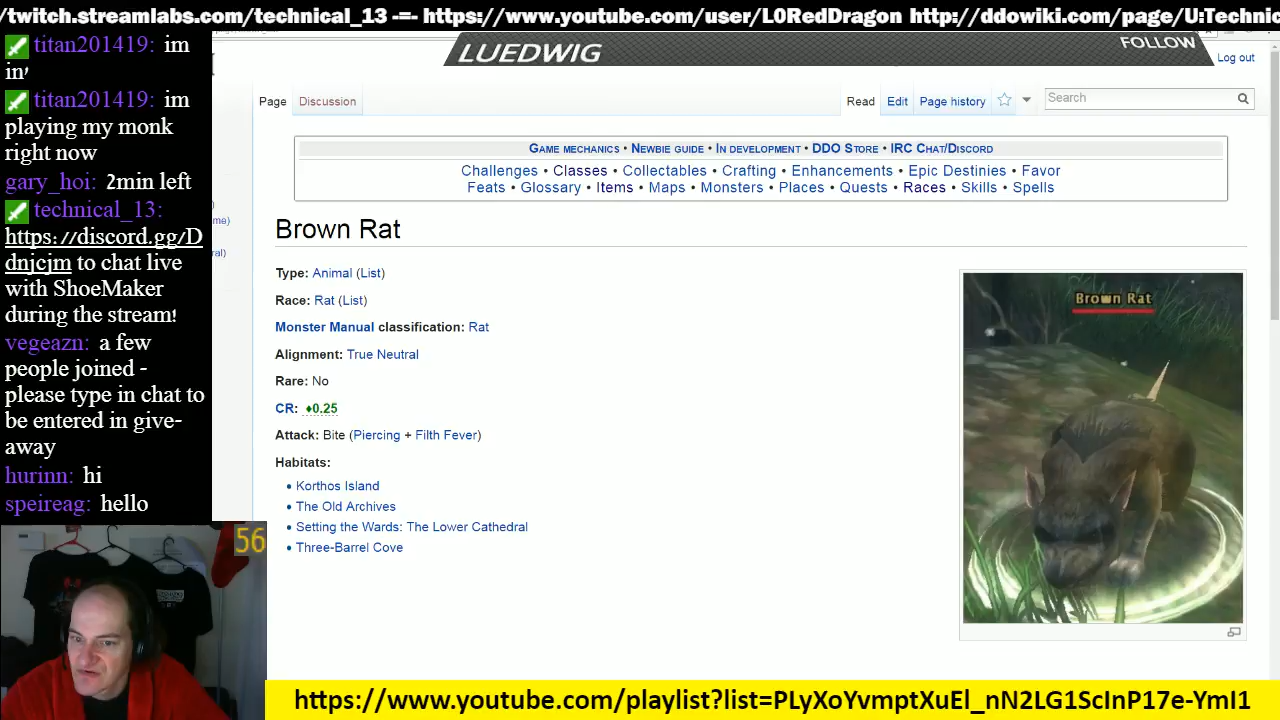 /twitch.streamlabs.com/technical_13 -=- https://www.youtube.com/user/L0RedDragon http://ddowiki.com/page/U:Technic
titan201419: im
in'
titan201419: im
playing my monk
right now
gary_hoi: 2min left
technical_13:
https://discord.gg/D
dnjcjm to chat live
with ShoeMaker
during the stream!
vegeazn: a few
people joined -
please type in chat to
be entered in give-
away
hurinn: hi
speireag: hello
56
LUEDWIG
FOLLOW
Log out
Page Discussion
Read Edit Page history
Search
Game mechanics • Newbie guide • In development • DDO Store • IRC Chat/Discord
Challenges • Classes • Collectables • Crafting • Enhancements • Epic Destinies • Favor
Feats • Glossary • Items • Maps • Monsters • Places • Quests • Races • Skills • Spells
Brown Rat
Type: Animal (List)
Race: Rat (List)
Monster Manual classification: Rat
Alignment: True Neutral
Rare: No
CR: ♦0.25
Attack: Bite (Piercing + Filth Fever)
Habitats:
• Korthos Island
• The Old Archives
• Setting the Wards: The Lower Cathedral
• Three-Barrel Cove
Brown Rat
https://www.youtube.com/playlist?list=PLyXoYvmptXuEl_nN2LG1ScInP17e-YmI1